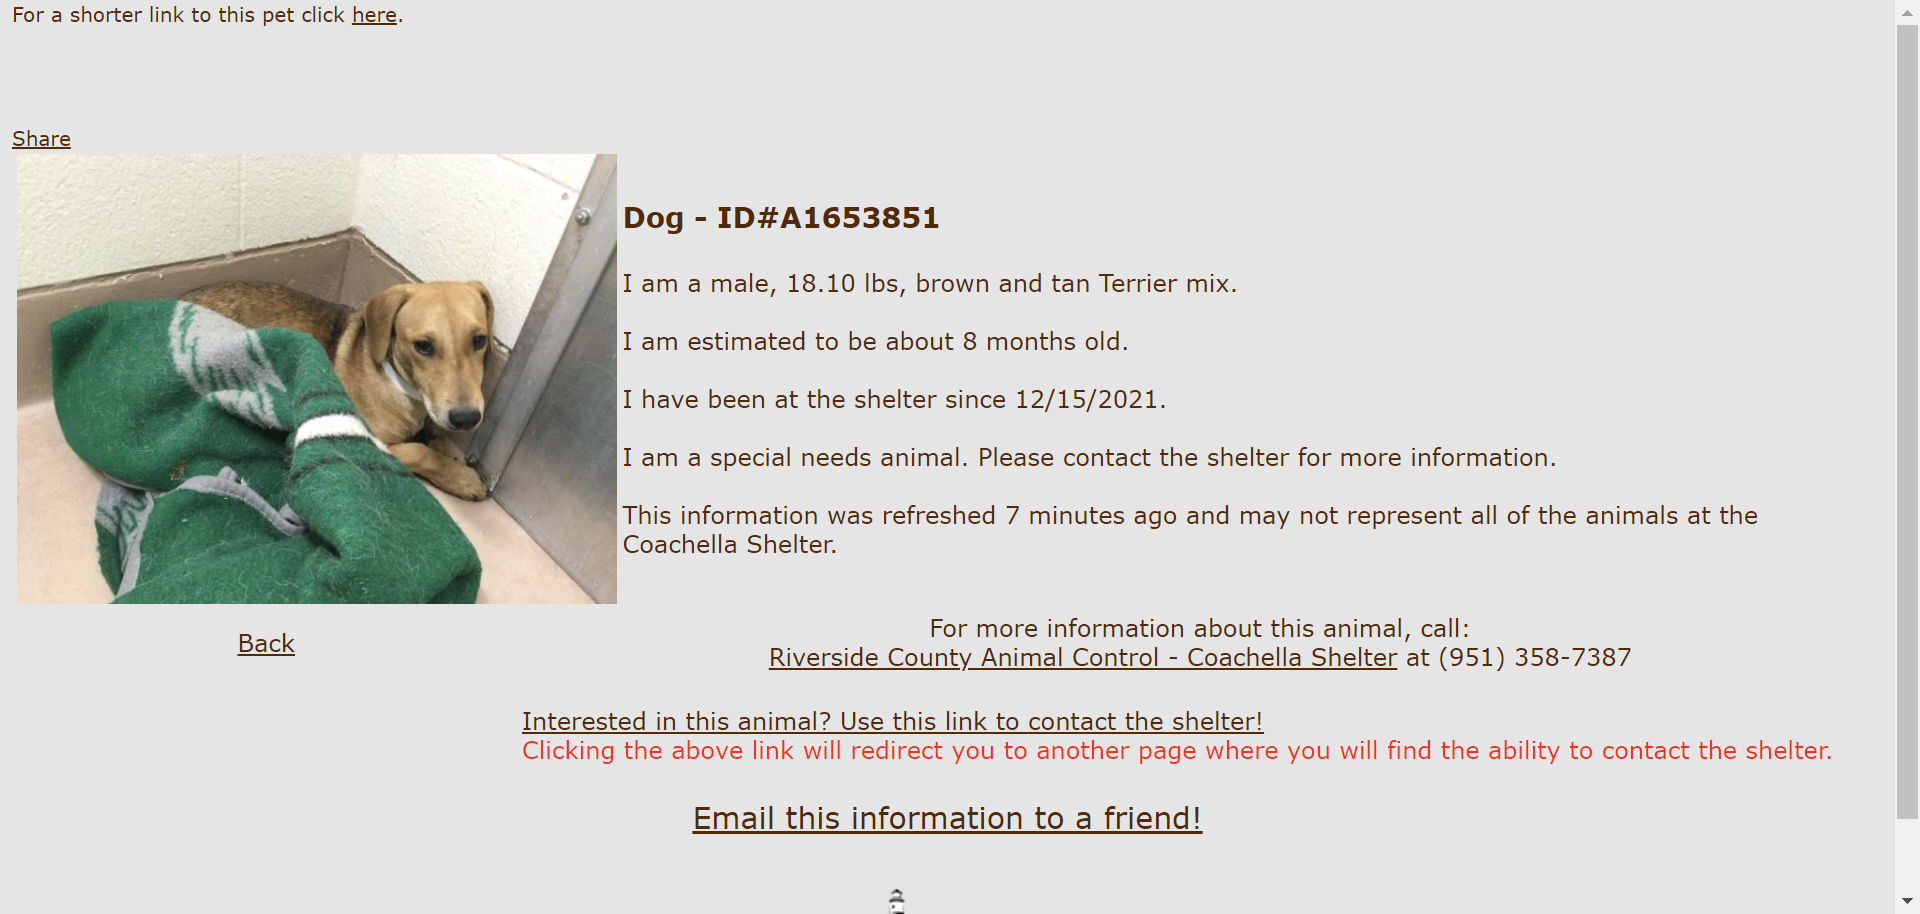 For a shorter link to this pet click here.
Share
Dog - ID#A1653851
I am a male, 18.10 lbs, brown and tan Terrier mix.
I am estimated to be about 8 months old.
I have been at the shelter since 12/15/2021.
I am a special needs animal. Please contact the shelter for more information.
This information was refreshed 7 minutes ago and may not represent all of the animals at the
Coachella Shelter.
Back
For more information about this animal, call:
Riverside County Animal Control - Coachella Shelter at (951) 358-7387
Interested in this animal? Use this link to contact the shelter!
Clicking the above link will redirect you to another page where you will find the ability to contact the shelter.
Email this information to a friend!